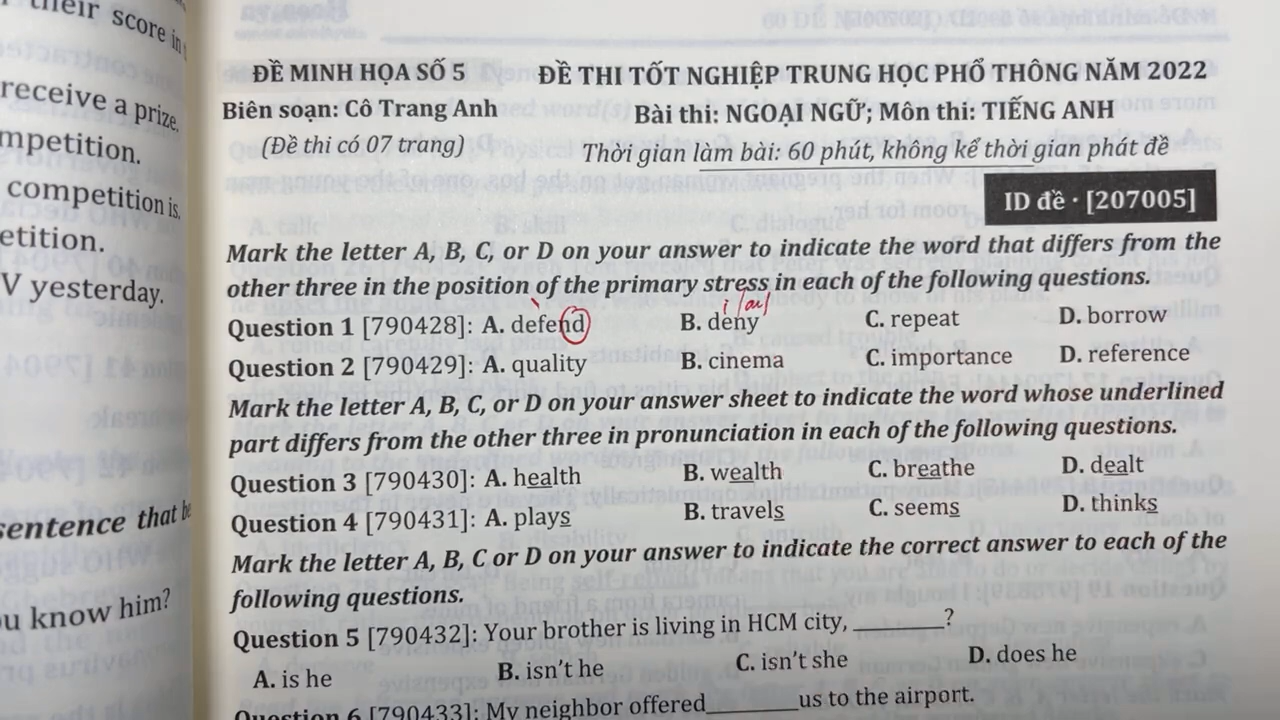 their score in
receive a prize.
mpetition.
competition is,
etition.
V yesterday.
sentence that be
ou know him?
ĐỀ MINH HỌA SỐ 5 ĐỀ THI TỐT NGHIỆP TRUNG HỌC PHỔ THÔNG NĂM 2022
Biên soạn: Cô Trang Anh Bài thi: NGOẠI NGỮ; Môn thi: TIẾNG ANH
(Đề thi có 07 trang) Thời gian làm bài: 60 phút, không kể thời gian phát đề
ID đề · [207005]
Mark the letter A, B, C, or D on your answer to indicate the word that differs from the
other three in the position of the primary stress in each of the following questions.
i /ai/
Question 1 [790428]: A. defend B. deny C. repeat D. borrow
Question 2 [790429]: A. quality B. cinema C. importance D. reference
Mark the letter A, B, C, or D on your answer sheet to indicate the word whose underlined
part differs from the other three in pronunciation in each of the following questions.
Question 3 [790430]: A. health B. wealth C. breathe D. dealt
Question 4 [790431]: A. plays B. travels C. seems D. thinks
Mark the letter A, B, C, or D on your answer to indicate the correct answer to each of the
following questions.
Question 5 [790432]: Your brother is living in HCM city, ________?
A. is he B. isn't he C. isn't she D. does he
Question 6 [790433]: My neighbor offered________us to the airport.